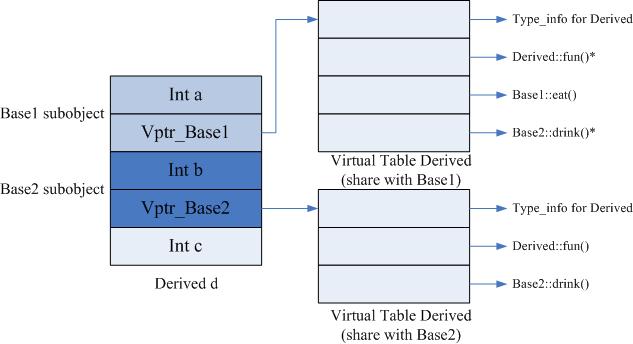 Type_info for Derived
Derived::fun()*
Base1::eat()
Base2::drink()*
Virtual Table Derived
(share with Base1)
Base1 subobject
Int a
Vptr_Base1
Base2 subobject
Int b
Vptr_Base2
Int c
Derived d
Type_info for Derived
Derived::fun()
Base2::drink()
Virtual Table Derived
(share with Base2)